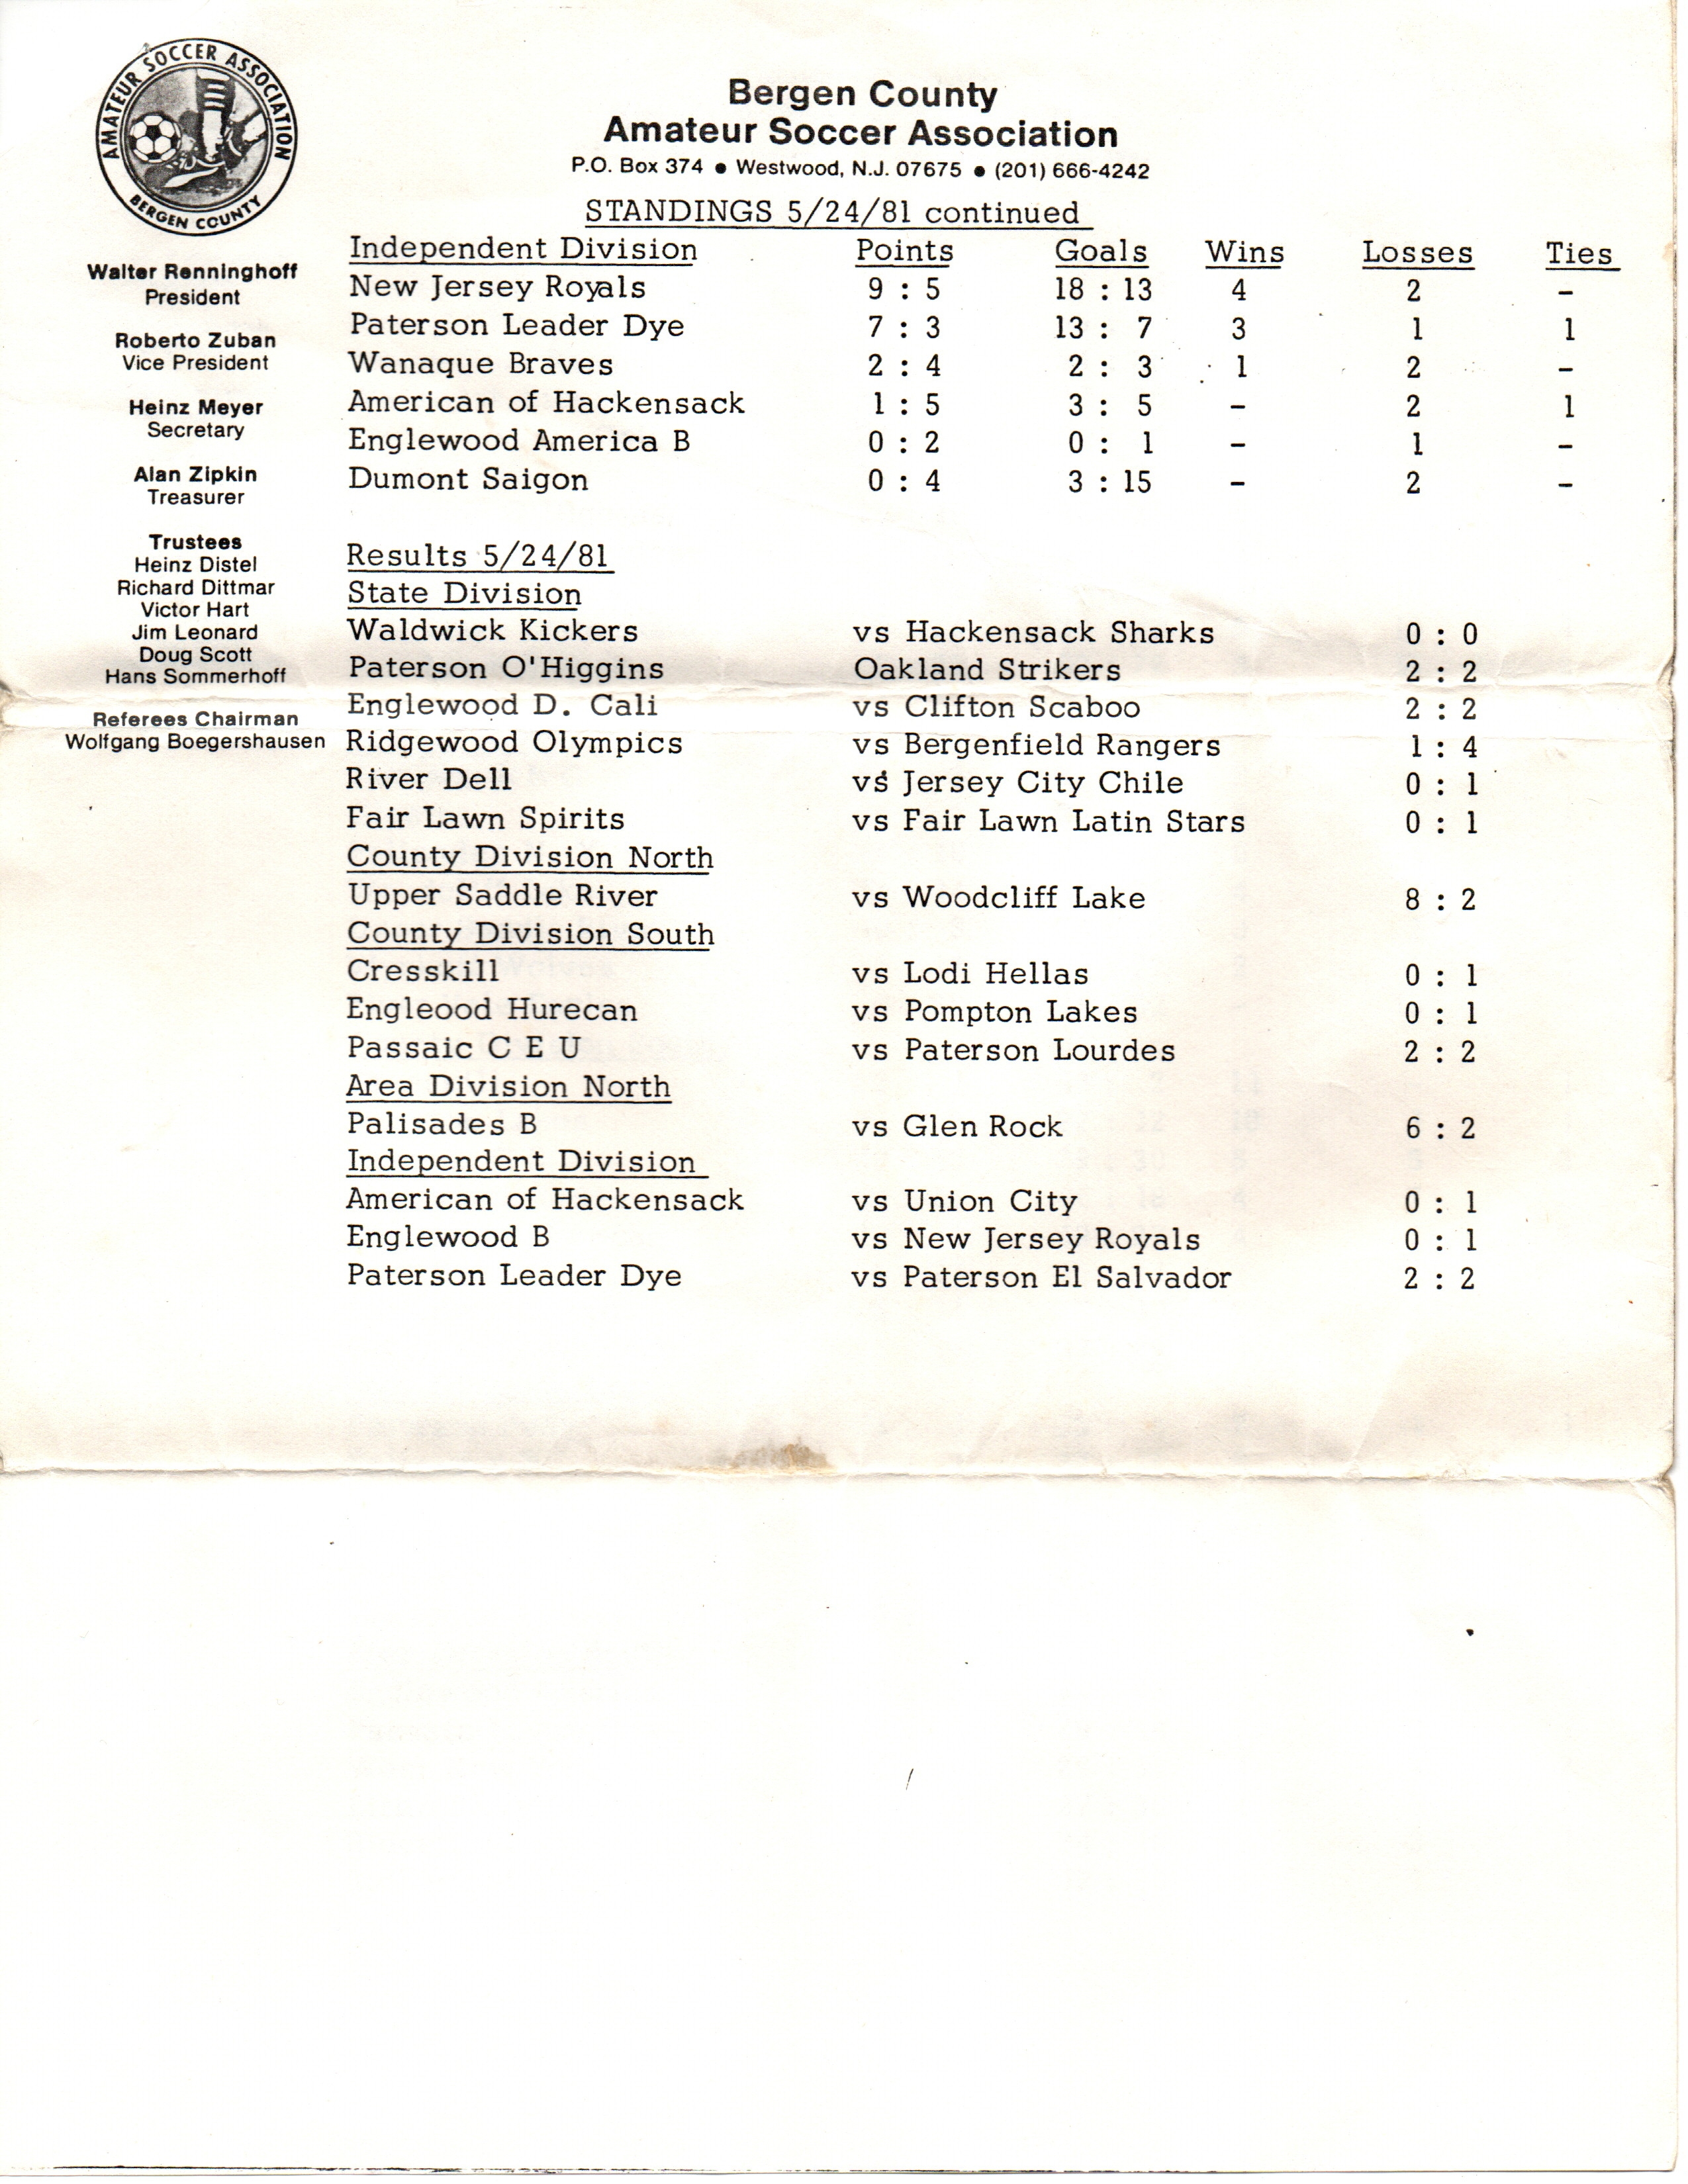 AMATEUR SOCCER ASSOCIATION
BERGEN COUNTY
Bergen County
Amateur Soccer Association
P.O. Box 374 ● Westwood, N.J. 07675 ● (201) 666-4242
STANDINGS 5/24/81 continued
Walter Renninghoff
President
Roberto Zuban
Vice President
Heinz Meyer
Secretary
Alan Zipkin
Treasurer
Trustees
Heinz Distel
Richard Dittmar
Victor Hart
Jim Leonard
Doug Scott
Hans Sommerhoff
Referees Chairman
Wolfgang Boegershausen
Independent Division Points Goals Wins Losses Ties
New Jersey Royals 9 : 5 18 : 13 4 2 -
Paterson Leader Dye 7 : 3 13 : 7 3 1 1
Wanaque Braves 2 : 4 2 : 3 1 2 -
American of Hackensack 1 : 5 3 : 5 - 2 1
Englewood America B 0 : 2 0 : 1 - 1 -
Dumont Saigon 0 : 4 3 : 15 - 2 -
Results 5/24/81
State Division
Waldwick Kickers vs Hackensack Sharks 0 : 0
Paterson O'Higgins Oakland Strikers 2 : 2
Englewood D. Cali vs Clifton Scaboo 2 : 2
Ridgewood Olympics vs Bergenfield Rangers 1 : 4
River Dell vs Jersey City Chile 0 : 1
Fair Lawn Spirits vs Fair Lawn Latin Stars 0 : 1
County Division North
Upper Saddle River vs Woodcliff Lake 8 : 2
County Division South
Cresskill vs Lodi Hellas 0 : 1
Engleood Hurecan vs Pompton Lakes 0 : 1
Passaic C E U vs Paterson Lourdes 2 : 2
Area Division North
Palisades B vs Glen Rock 6 : 2
Independent Division
American of Hackensack vs Union City 0 : 1
Englewood B vs New Jersey Royals 0 : 1
Paterson Leader Dye vs Paterson El Salvador 2 : 2